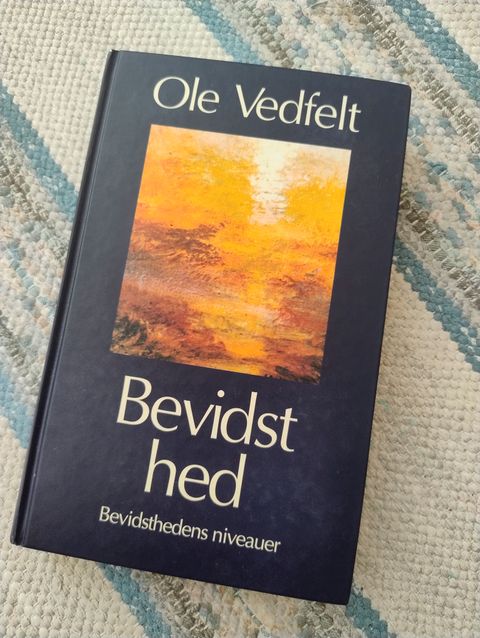 Ole Vedfelt
Bevidst
hed
Bevidsthedens niveauer